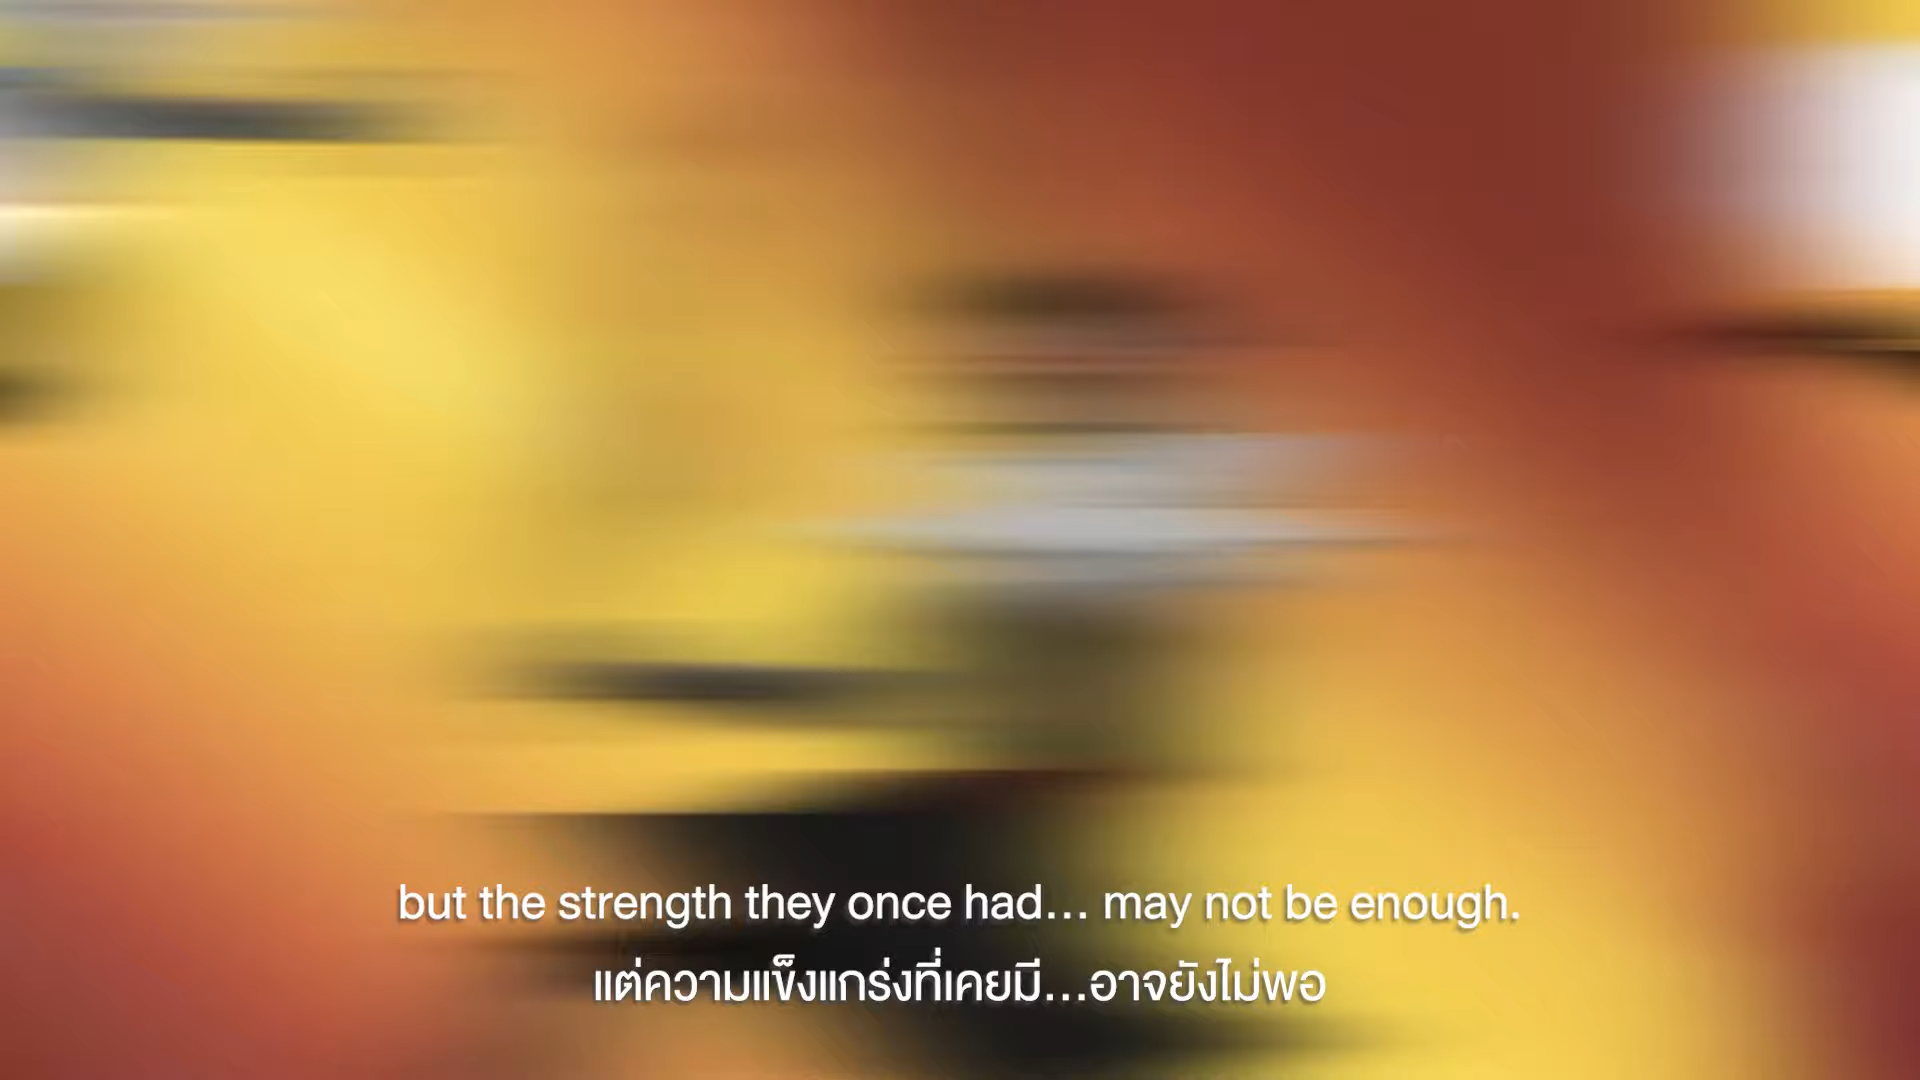 but the strength they once had... may not be enough.
แต่ความแข็งแกร่งที่เคยมี...อาจยังไม่พอ